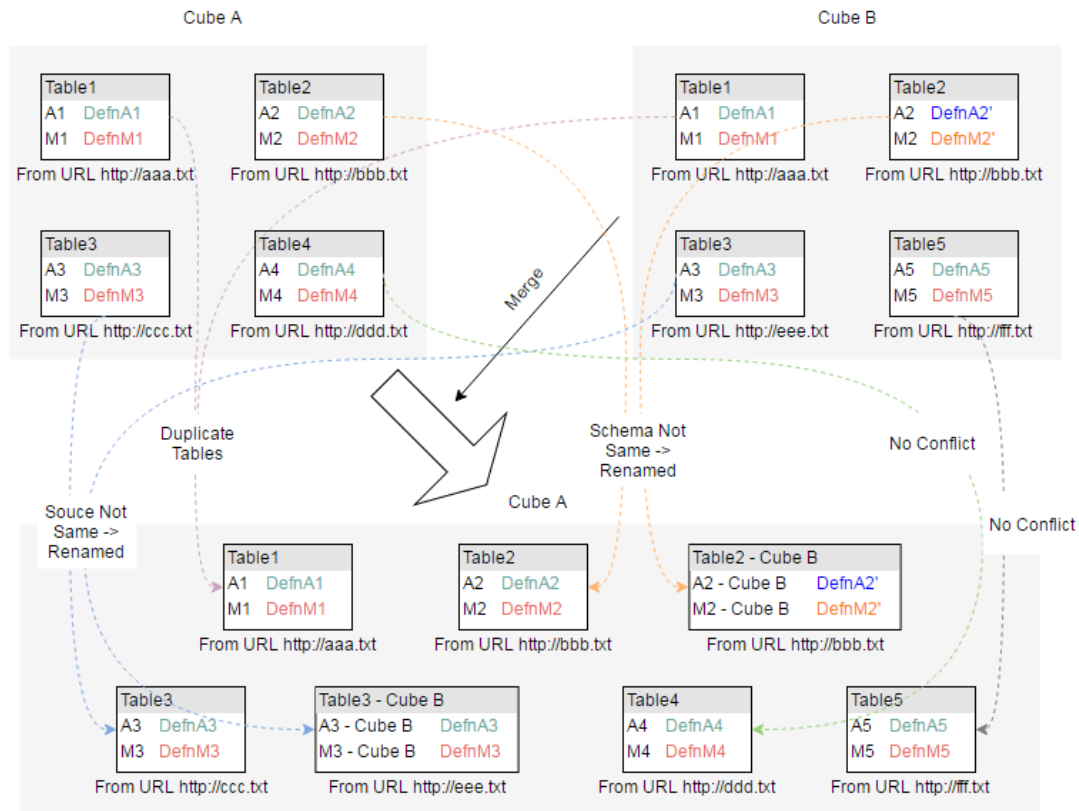 Cube A
Cube B
Table1
A1 DefnA1
M1 DefnM1
From URL http://aaa.txt
Table2
A2 DefnA2
M2 DefnM2
From URL http://bbb.txt
Table1
A1 DefnA1
M1 DefnM1
From URL http://aaa.txt
Table2
A2 DefnA2'
M2 DefnM2'
From URL http://bbb.txt
Table3
A3 DefnA3
M3 DefnM3
From URL http://ccc.txt
Table4
A4 DefnA4
M4 DefnM4
From URL http://ddd.txt
Table3
A3 DefnA3
M3 DefnM3
From URL http://eee.txt
Table5
A5 DefnA5
M5 DefnM5
From URL http://fff.txt
Merge
Duplicate
Tables
Schema Not
Same ->
Renamed
No Conflict
Souce Not
Same ->
Renamed
No Conflict
Cube A
Table1
A1 DefnA1
M1 DefnM1
From URL http://aaa.txt
Table2
A2 DefnA2
M2 DefnM2
From URL http://bbb.txt
Table2 - Cube B
A2 - Cube B DefnA2'
M2 - Cube B DefnM2'
From URL http://bbb.txt
Table3
A3 DefnA3
M3 DefnM3
From URL http://ccc.txt
Table3 - Cube B
A3 - Cube B DefnA3
M3 - Cube B DefnM3
From URL http://eee.txt
Table4
A4 DefnA4
M4 DefnM4
From URL http://ddd.txt
Table5
A5 DefnA5
M5 DefnM5
From URL http://fff.txt